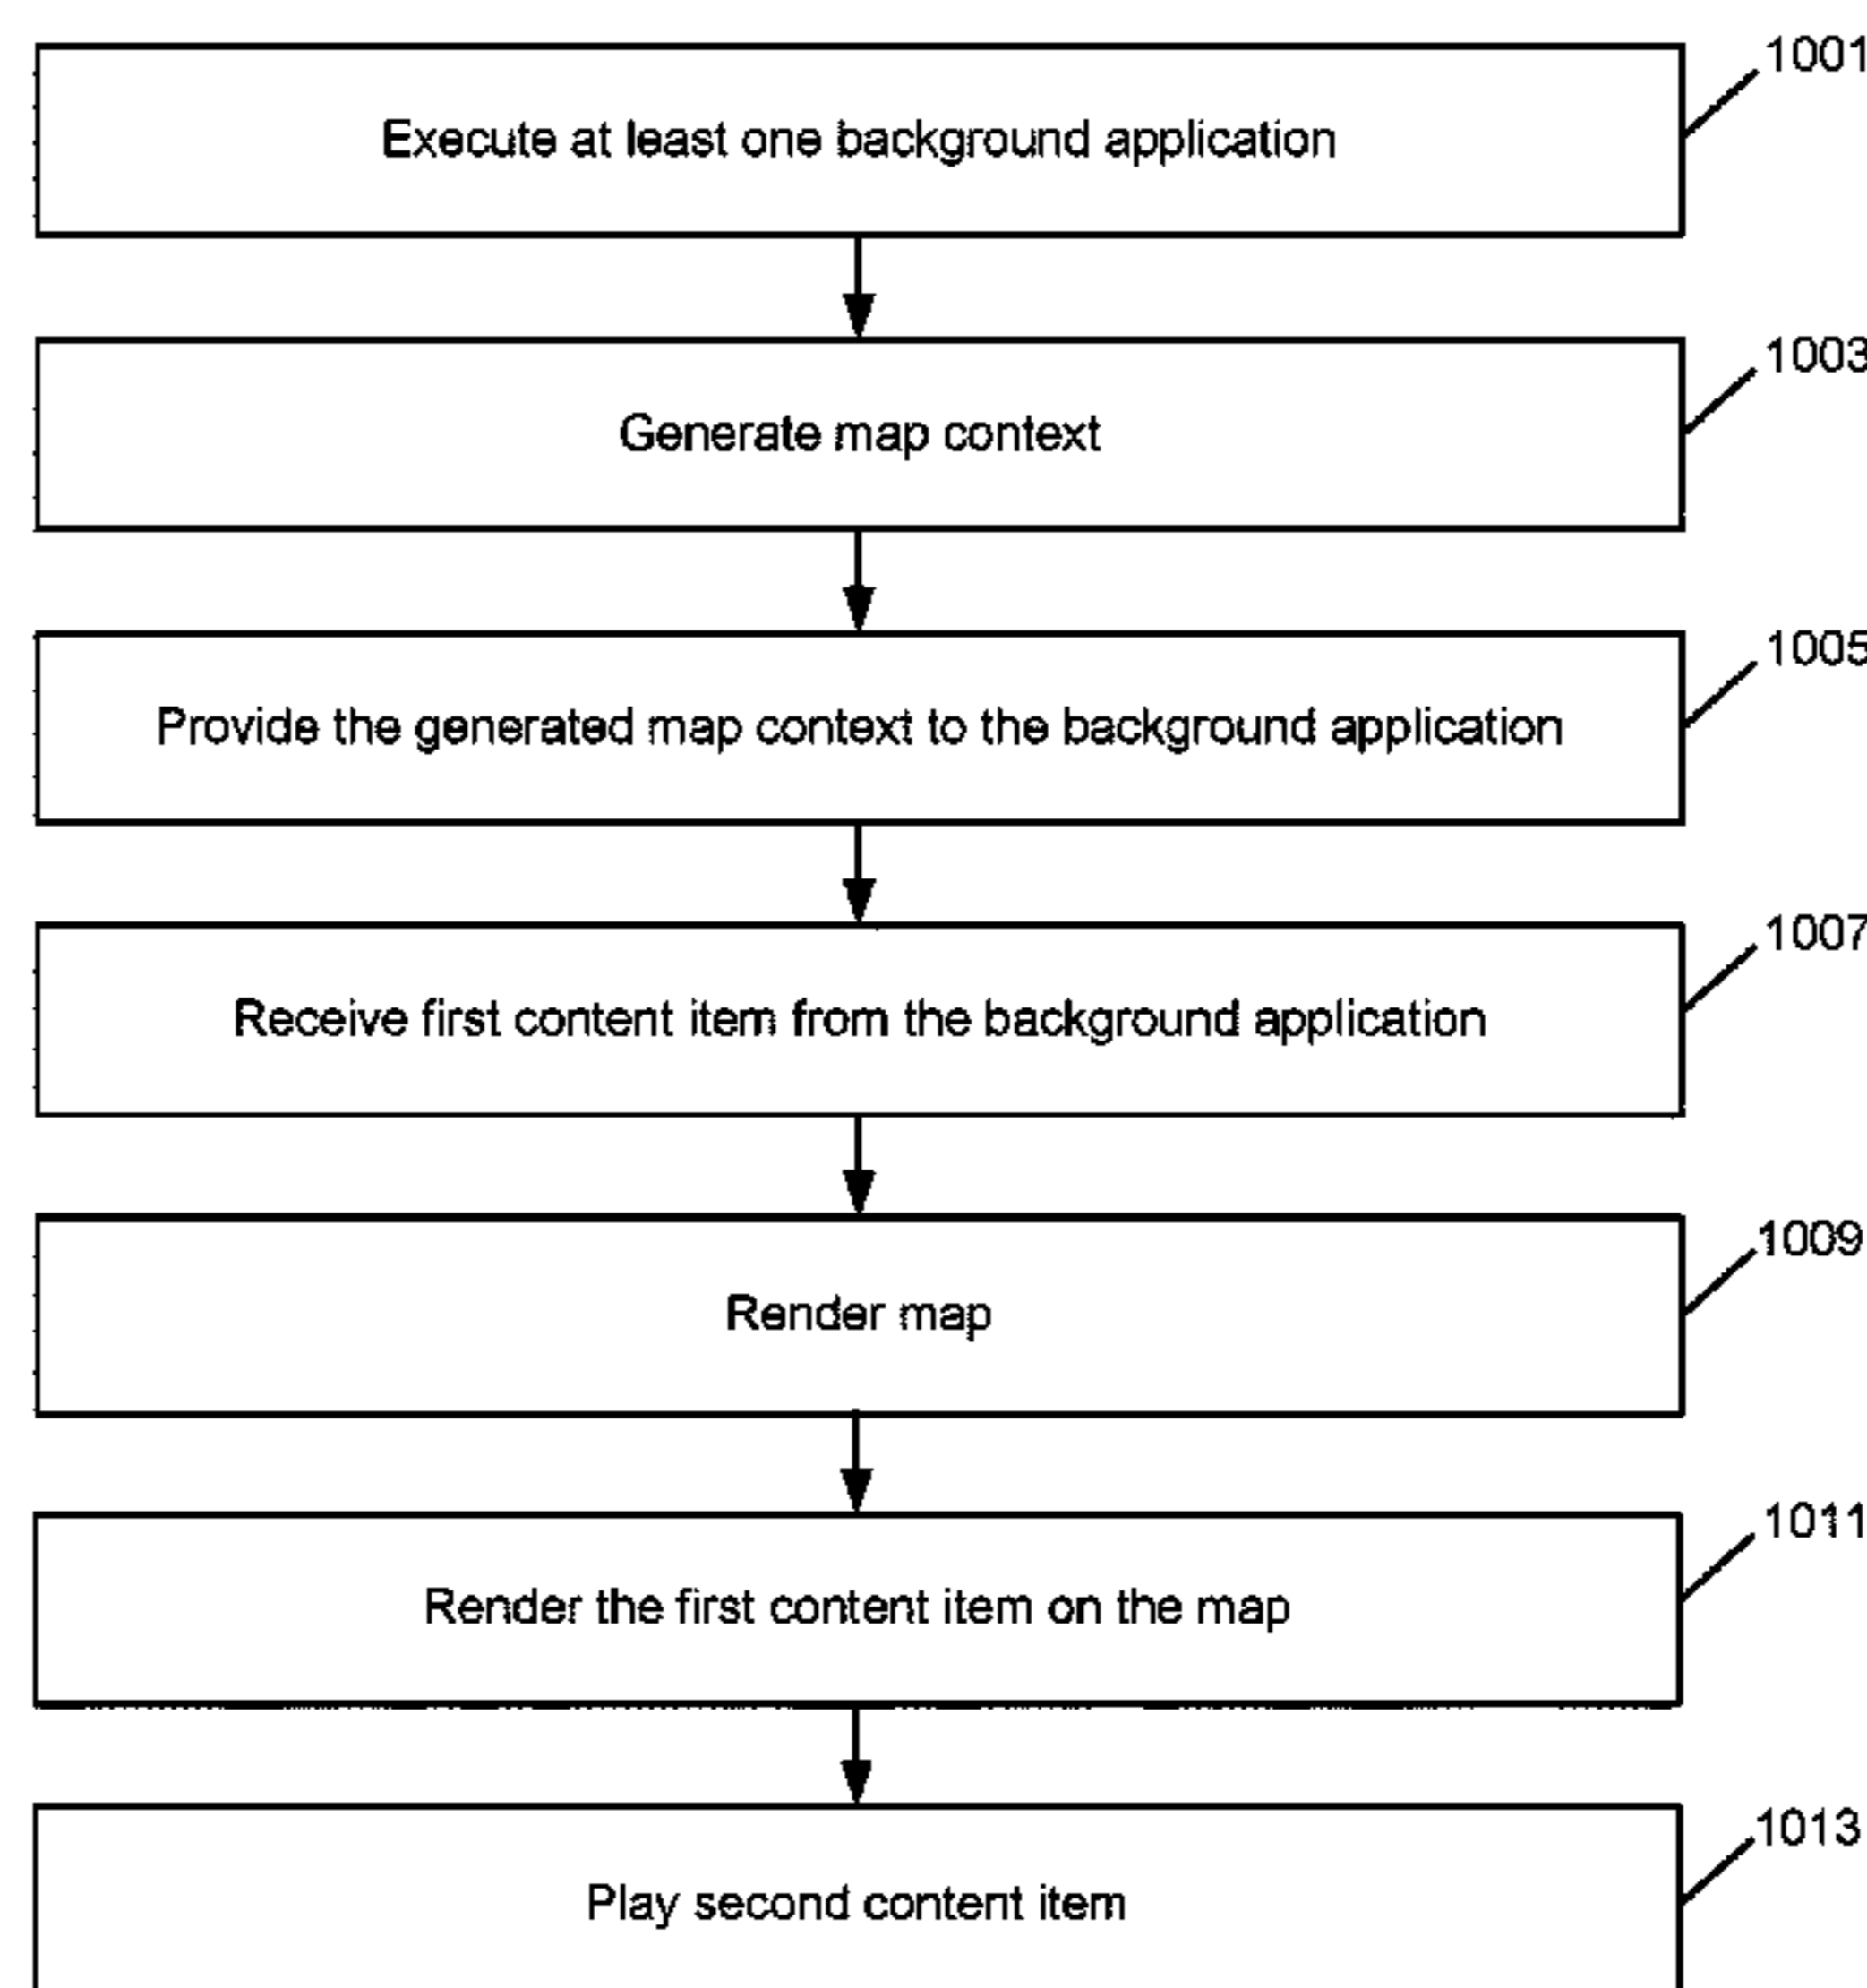 1001
Execute at least one background application
1003
Generate map context
1005
Provide the generated map context to the background application
1007
Receive first content item from the background application
1009
Render map
1011
Render the first content item on the map
1013
Play second content item